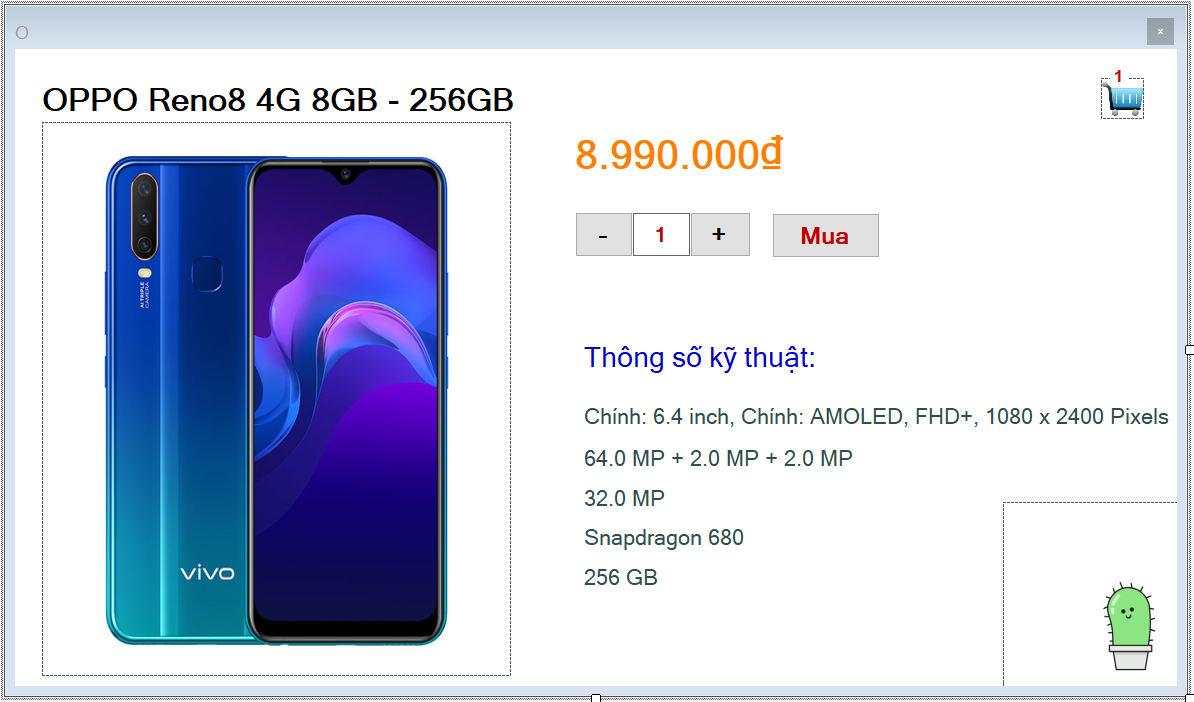 x
OPPO Reno8 4G 8GB - 256GB
1
8.990.000₫
- 1 + Mua
AI TRIPLE
CAMERA
vivo
Thông số kỹ thuật:
Chính: 6.4 inch, Chính: AMOLED, FHD+, 1080 x 2400 Pixels
64.0 MP + 2.0 MP + 2.0 MP
32.0 MP
Snapdragon 680
256 GB